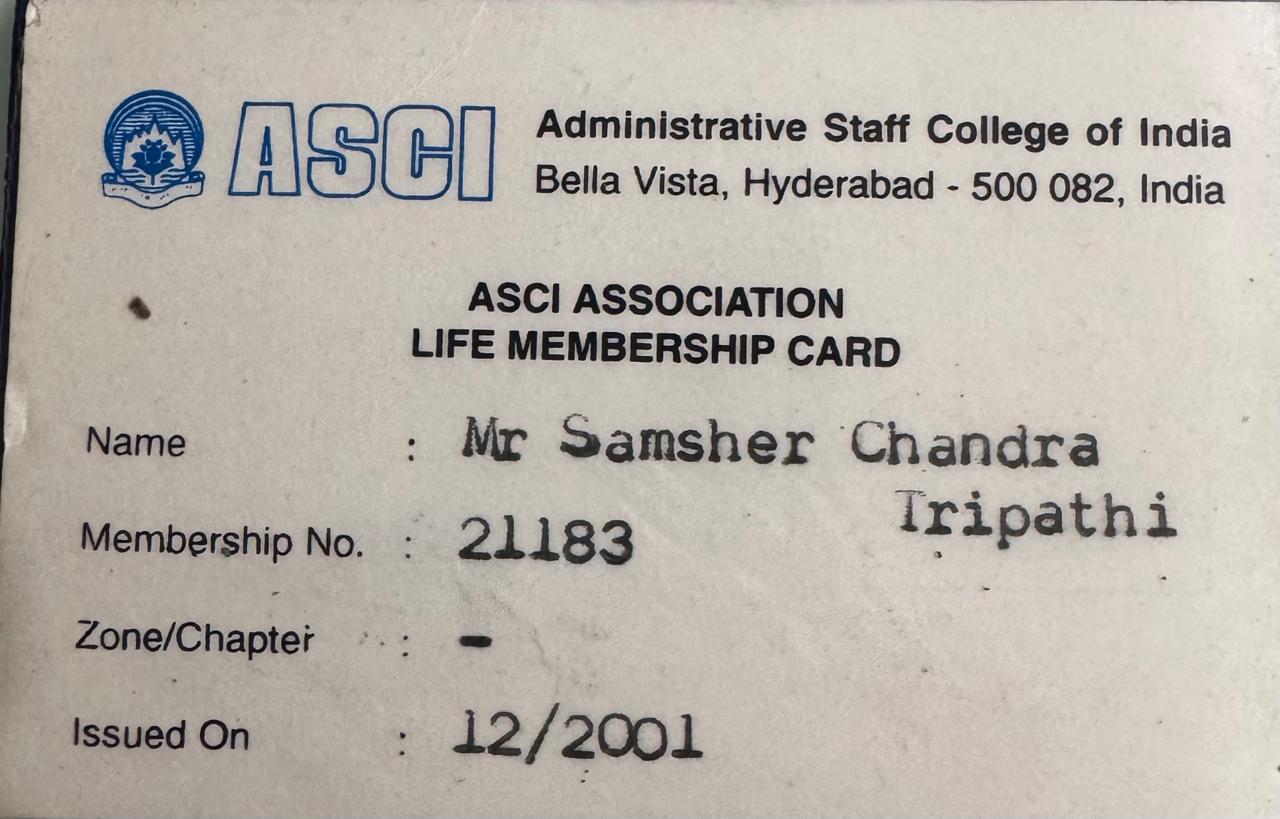 ASCI
Administrative Staff College of India
Bella Vista, Hyderabad - 500 082, India
ASCI ASSOCIATION
LIFE MEMBERSHIP CARD
Name : Mr Samsher Chandra
Tripathi
Membership No. : 21183
Zone/Chapter : -
Issued On : 12/2001